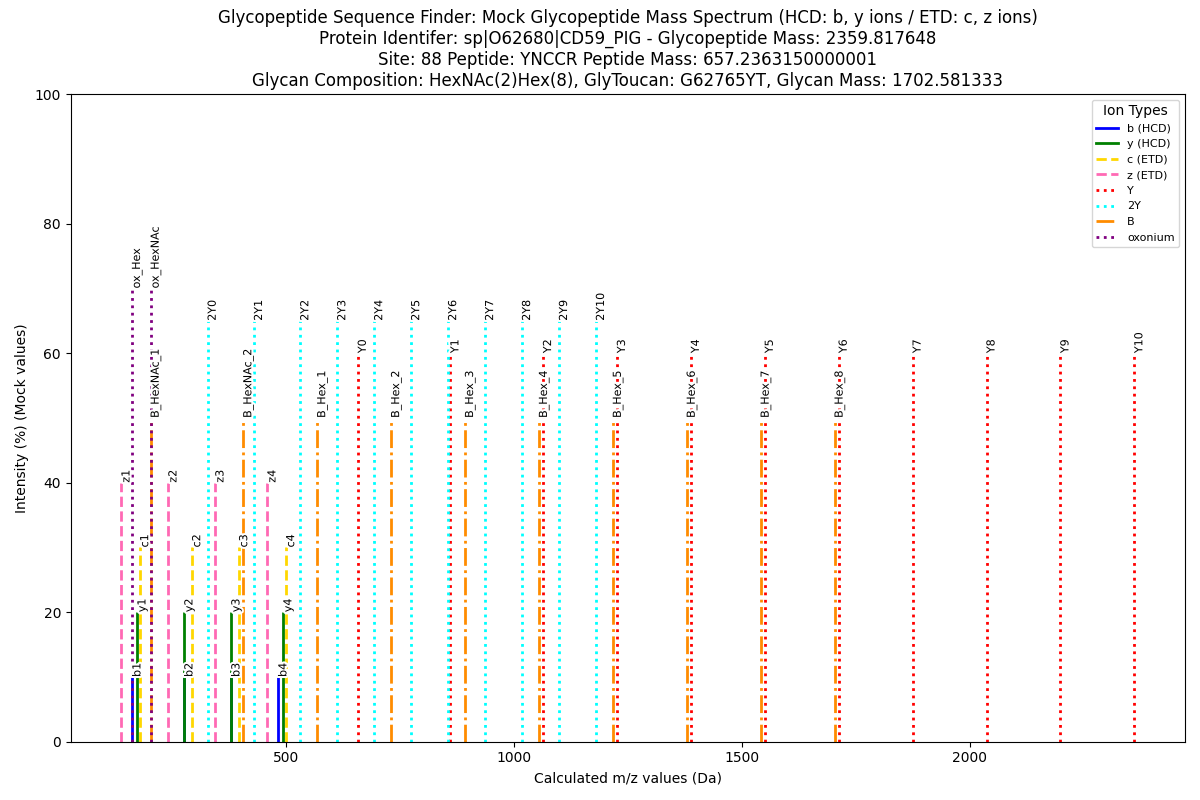 Glycopeptide Sequence Finder: Mock Glycopeptide Mass Spectrum (HCD: b, y ions / ETD: c, z ions)
Protein Identifer: sp|O62680|CD59_PIG - Glycopeptide Mass: 2359.817648
Site: 88 Peptide: YNCCR Peptide Mass: 657.2363150000001
Glycan Composition: HexNAc(2)Hex(8), GlyToucan: G62765YT, Glycan Mass: 1702.581333
Ion Types
b (HCD)
y (HCD)
c (ETD)
z (ETD)
Y
2Y
B
oxonium
Intensity (%) (Mock values)
100
80
60
40
20
0
ox_Hex
ox_HexNAc
2Y0
2Y1
2Y2
2Y3
2Y4
2Y5
2Y6
2Y7
2Y8
2Y9
2Y10
Y0
Y1
Y2
Y3
Y4
Y5
Y6
Y7
Y8
Y9
Y10
B_HexNAc_1
B_HexNAc_2
B_Hex_1
B_Hex_2
B_Hex_3
B_Hex_4
B_Hex_5
B_Hex_6
B_Hex_7
B_Hex_8
z1
z2
z3
z4
c1
c2
c3
c4
y1
y2
y3
y4
b1
b2
b3
b4
500
1000
1500
2000
Calculated m/z values (Da)